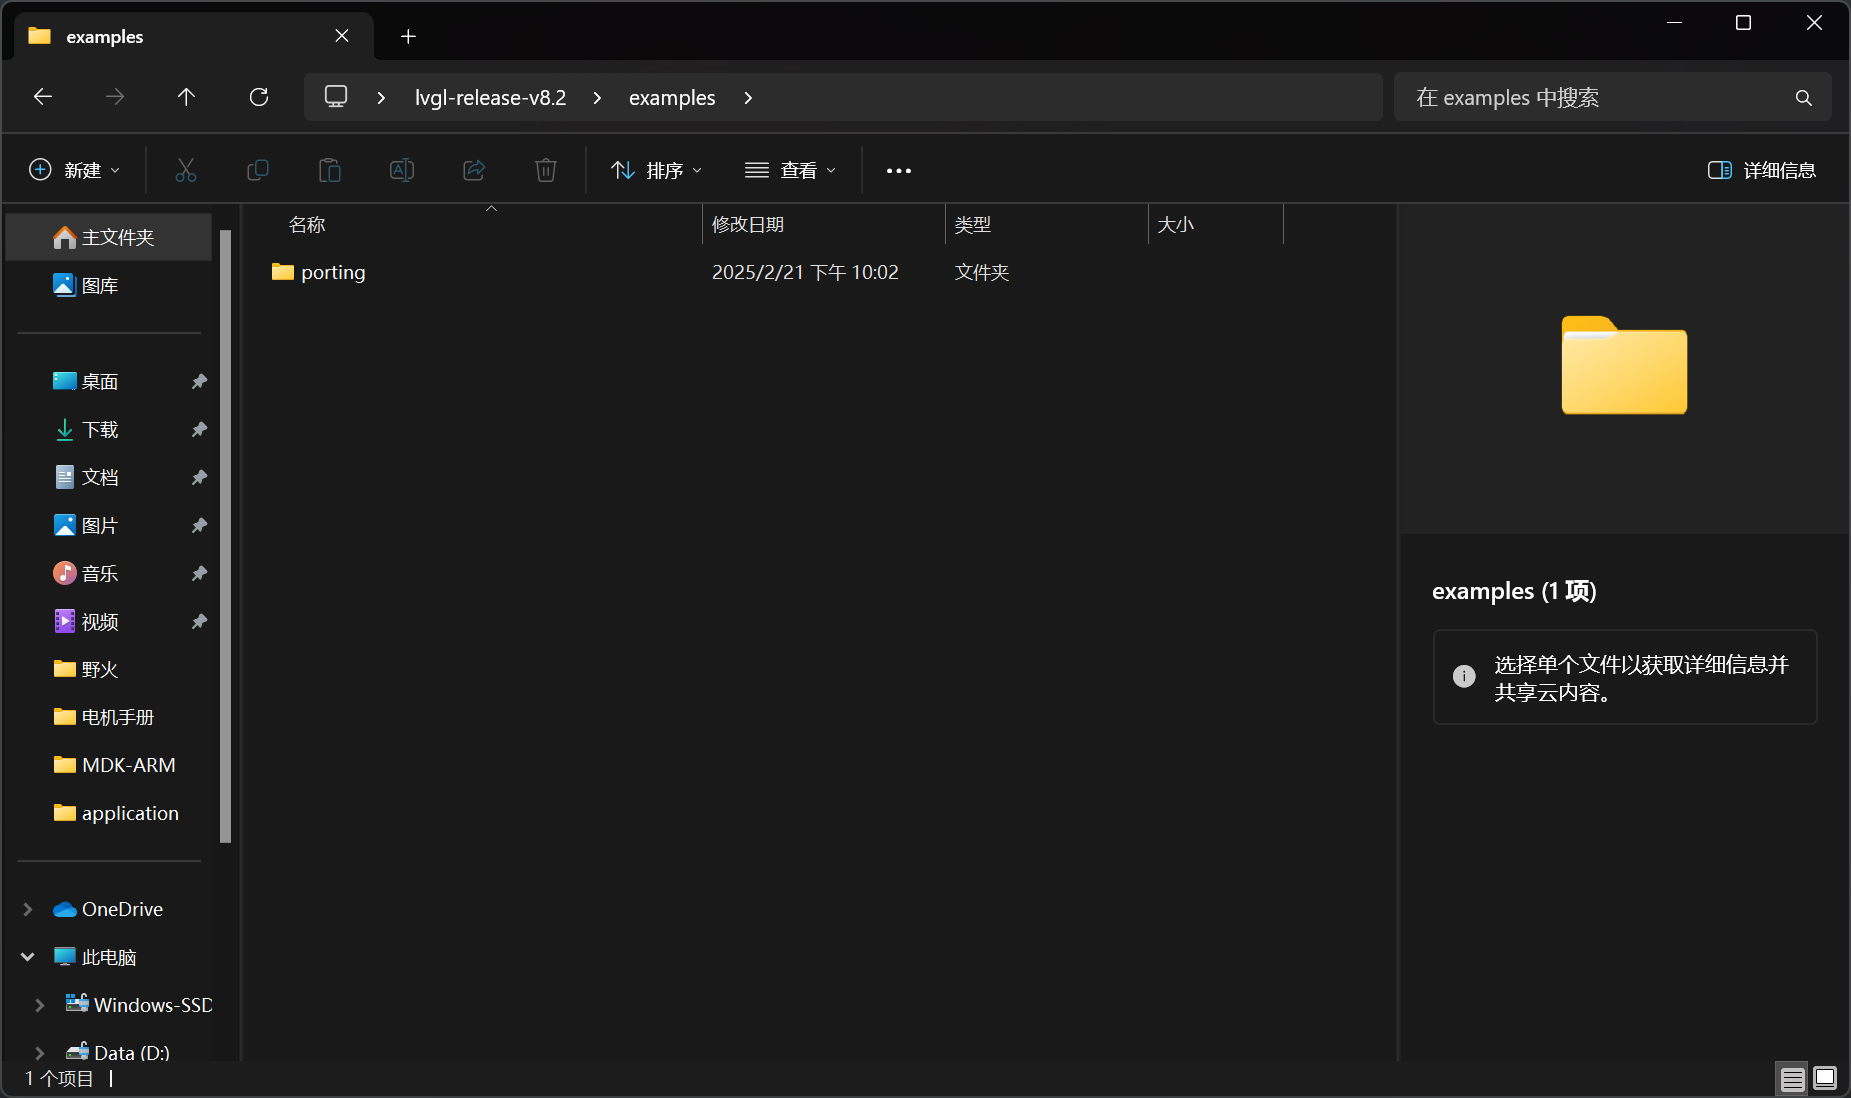 examples
lvgl-release-v8.2 examples
在 examples 中搜索
新建 排序 查看 详细信息
名称 修改日期 类型 大小
porting 2025/2/21 下午 10:02 文件夹
主文件夹
图库
桌面
下载
文档
图片
音乐
视频
野火
电机手册
MDK-ARM
application
OneDrive
此电脑
Windows-SSD
Data (D:)
examples (1 项)
选择单个文件以获取详细信息并
共享云内容。
1 个项目